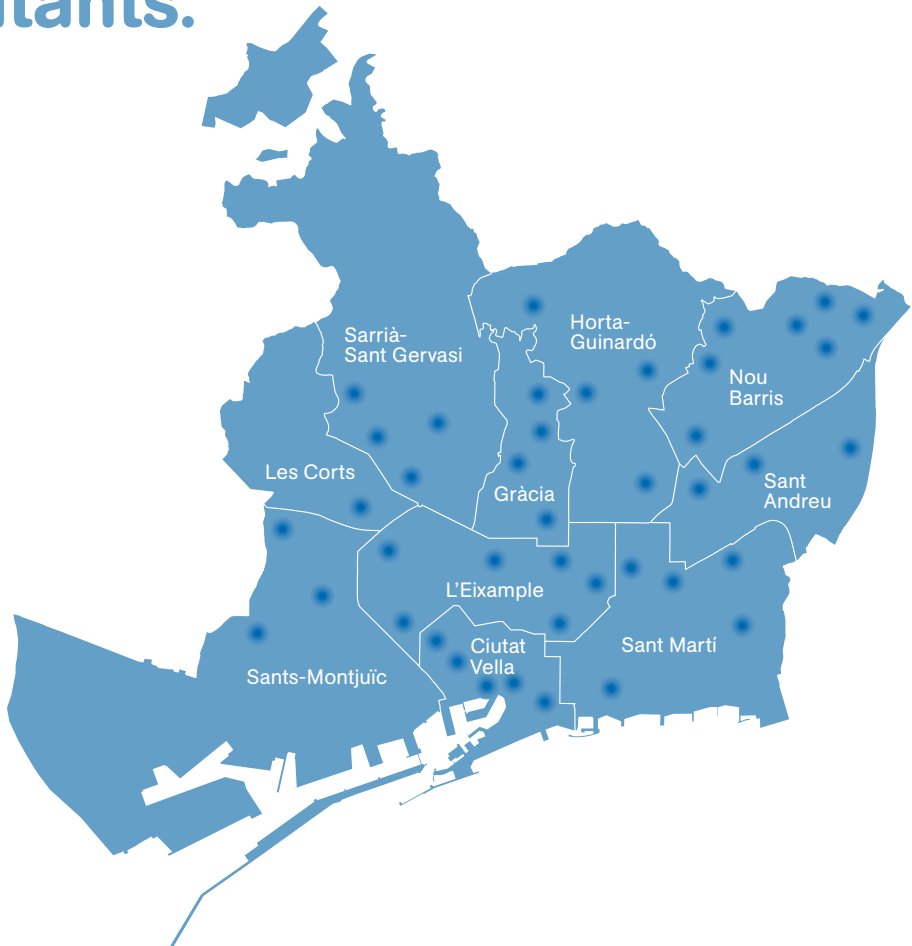 Sarrià-
Sant Gervasi
Horta-
Guinardó
Nou
Barris
Les Corts
Gràcia
Sant
Andreu
L'Eixample
Ciutat
Vella
Sant Martí
Sants-Montjuïc